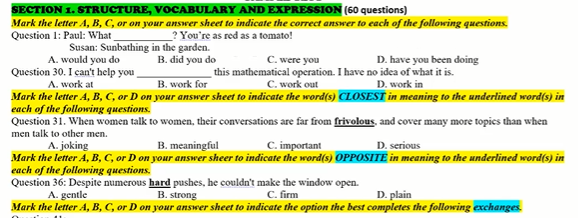 SECTION 1. STRUCTURE, VOCABULARY AND EXPRESSION (60 questions)
Mark the letter A, B, C, or on your answer sheet to indicate the correct answer to each of the following questions.
Question 1: Paul: What ____________? You're as red as a tomato!
Susan: Sunbathing in the garden.
A. would you do B. did you do C. were you D. have you been doing
Question 30. I can't help you ______________ this mathematical operation. I have no idea of what it is.
A. work at B. work for C. work out D. work in
Mark the letter A, B, C, or D on your answer sheet to indicate the word(s) CLOSEST in meaning to the underlined word(s) in
each of the following questions.
Question 31. When women talk to women, their conversations are far from frivolous, and cover many more topics than when
men talk to other men.
A. joking B. meaningful C. important D. serious
Mark the letter A, B, C, or D on your answer sheer to indicate the word(s) OPPOSITE in meaning to the underlined word(s) in
each of the following questions.
Question 36: Despite numerous hard pushes, he couldn't make the window open.
A. gentle B. strong C. firm D. plain
Mark the letter A, B, C, or D on your answer sheet to indicate the option the best completes the following exchanges.